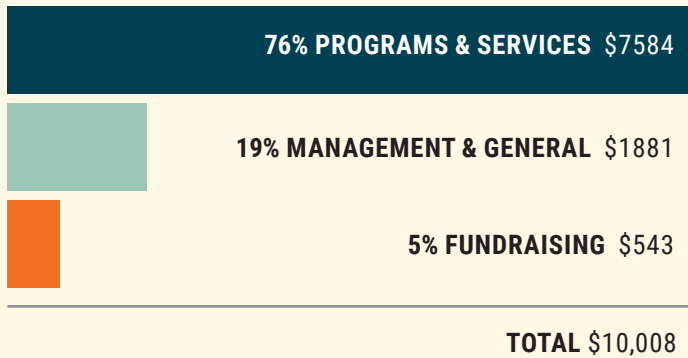 76% PROGRAMS & SERVICES $7584
19% MANAGEMENT & GENERAL $1881
5% FUNDRAISING $543
TOTAL $10,008